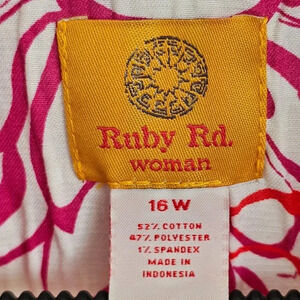 Ruby Rd.
woman
16 W
52% COTTON
47% POLYESTER
1% SPANDEX
MADE IN
INDONESIA